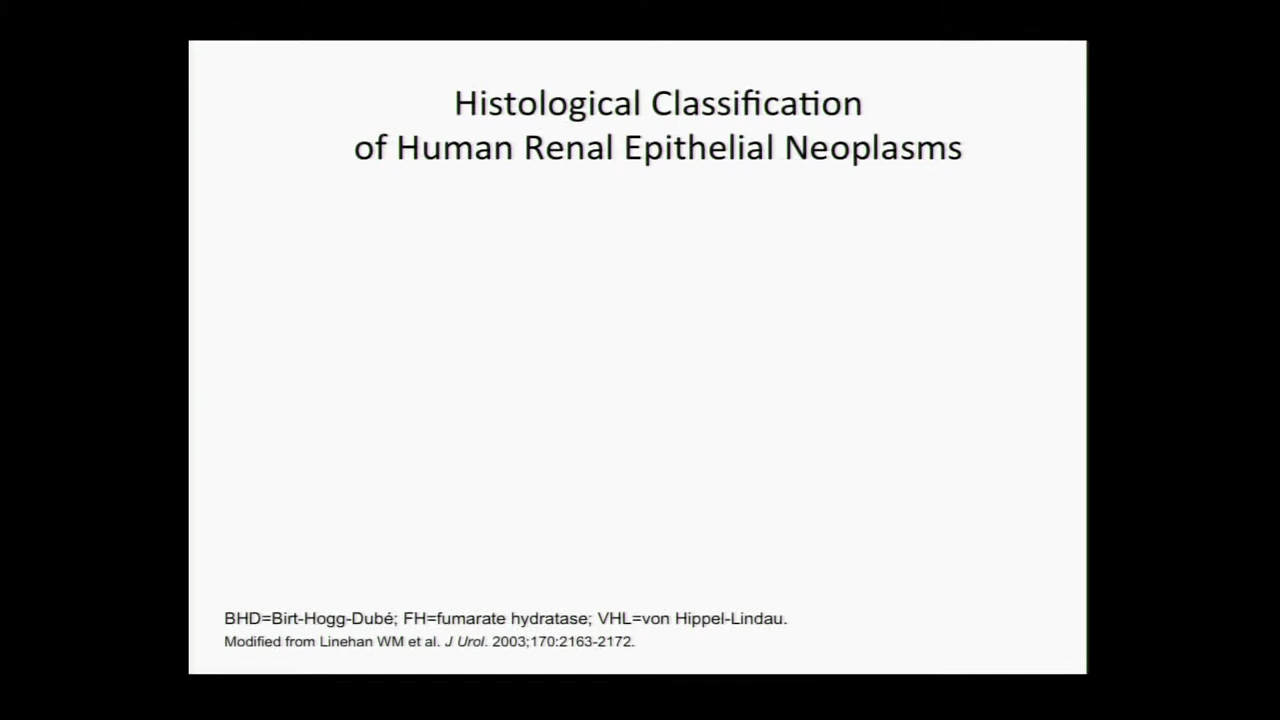 Histological Classification
of Human Renal Epithelial Neoplasms
BHD=Birt-Hogg-Dubé; FH=fumarate hydratase; VHL=von Hippel-Lindau.
Modified from Linehan WM et al. J Urol. 2003;170:2163-2172.